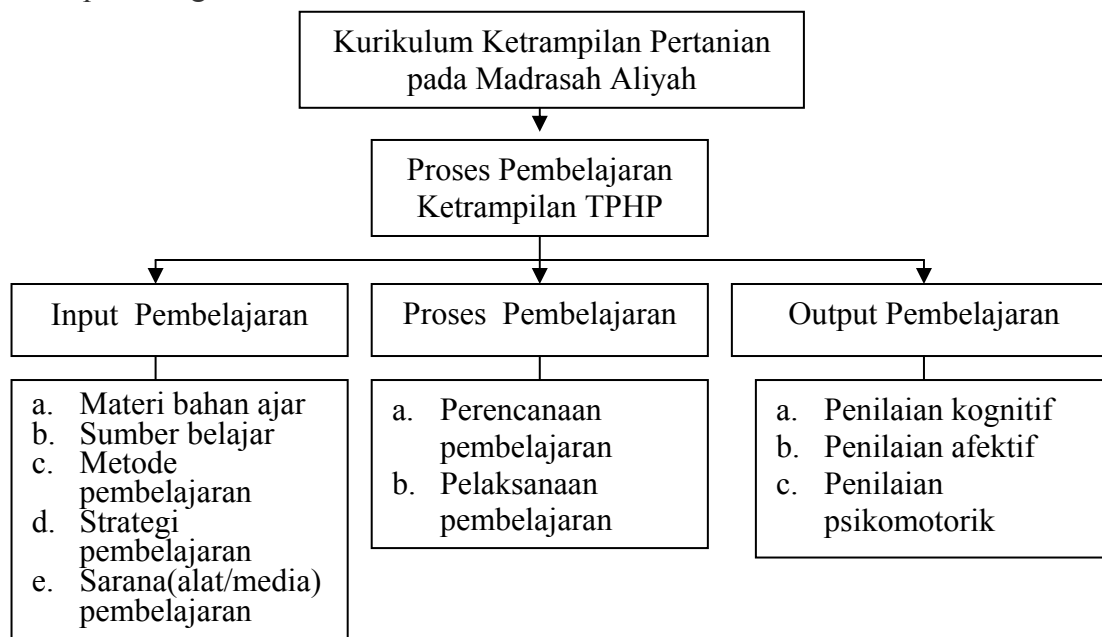 Kurikulum Ketrampilan Pertanian
pada Madrasah Aliyah
Proses Pembelajaran
Ketrampilan TPHP
Input Pembelajaran
Proses Pembelajaran
Output Pembelajaran
a. Materi bahan ajar
b. Sumber belajar
c. Metode
pembelajaran
d. Strategi
pembelajaran
e. Sarana(alat/media)
pembelajaran
a. Perencanaan
pembelajaran
b. Pelaksanaan
pembelajaran
a. Penilaian kognitif
b. Penilaian afektif
c. Penilaian
psikomotorik